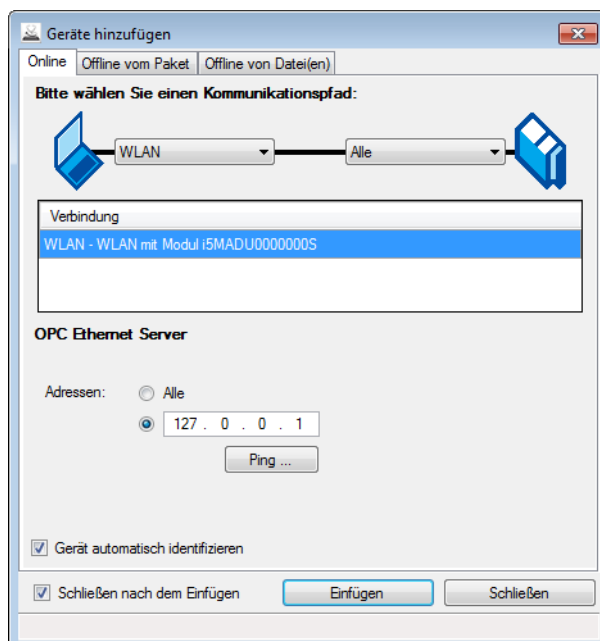 Geräte hinzufügen
Online Offline vom Paket Offline von Datei(en)
Bitte wählen Sie einen Kommunikationspfad:
WLAN Alle
Verbindung
WLAN - WLAN mit Modul i5MADU0000000S
OPC Ethernet Server
Adressen: Alle
127 . 0 . 0 . 1
Ping ...
Gerät automatisch identifizieren
Schließen nach dem Einfügen Einfügen Schließen